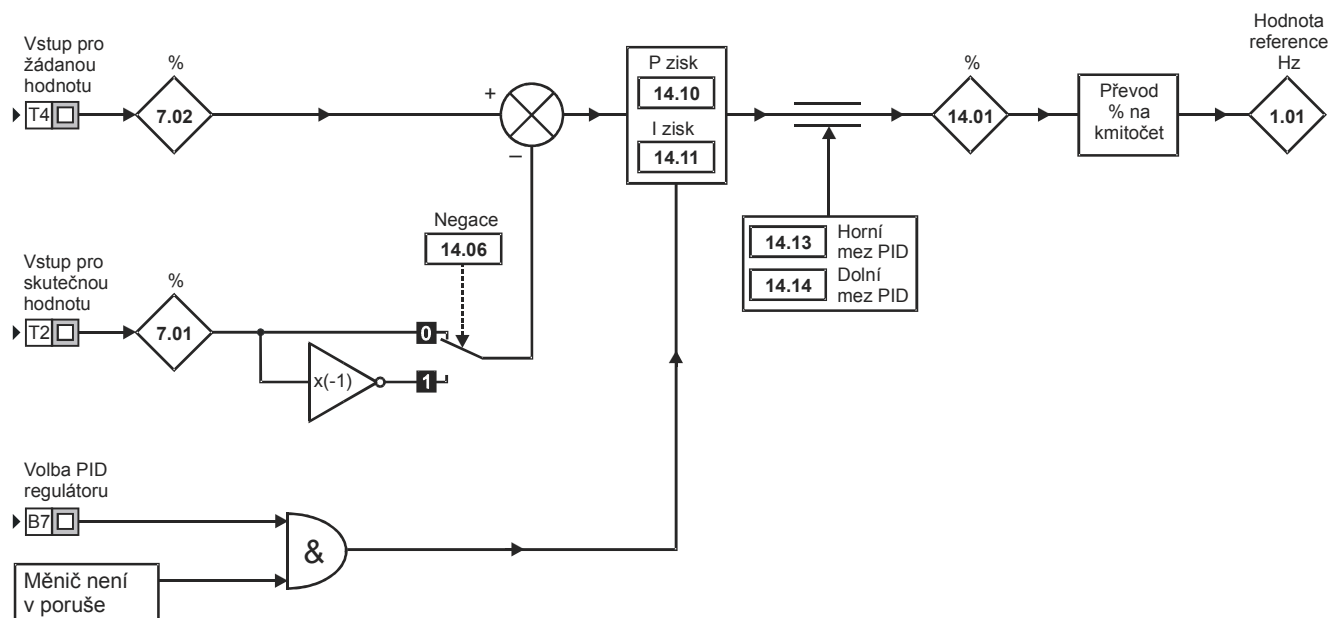 Vstup pro
žádanou
hodnotu
T4
%
7.02
+
–
P zisk
14.10
I zisk
14.11
%
14.01
Převod
% na
kmitočet
Hodnota
reference
Hz
1.01
Negace
14.06
14.13
Horní
mez PID
14.14
Dolní
mez PID
Vstup pro
skutečnou
hodnotu
T2
%
7.01
0
x(-1)
1
Volba PID
regulátoru
B7
&
Měnič není
v poruše